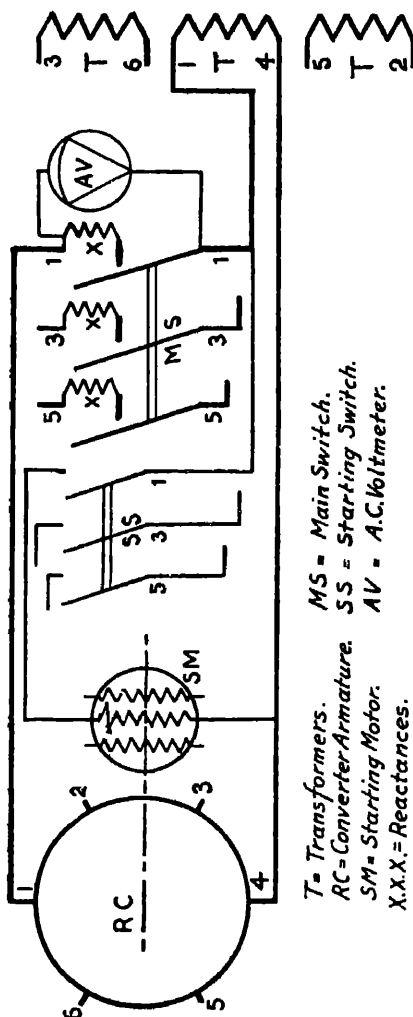 1
6 2
RC
5 3
4
SM
SS
5 3 1
5 3 1
X X X
M S
5 3 1
AV
3 T 6
1 T 4
5 T 2
T = Transformers.
RC = Converter Armature.
SM = Starting Motor.
X.X.X. = Reactances.
MS = Main Switch.
SS = Starting Switch.
AV = A.C. Voltmeter.